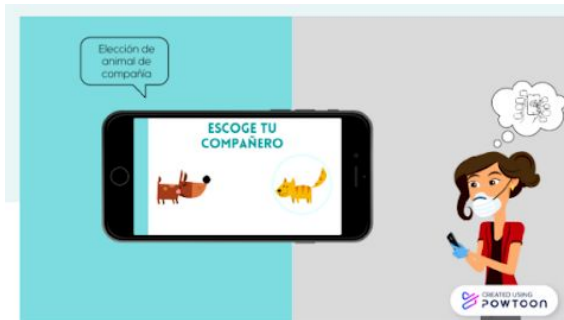 Elección de
animal de
compañía
ESCOGE TU
COMPAÑERO
CREATED USING
POWTOON